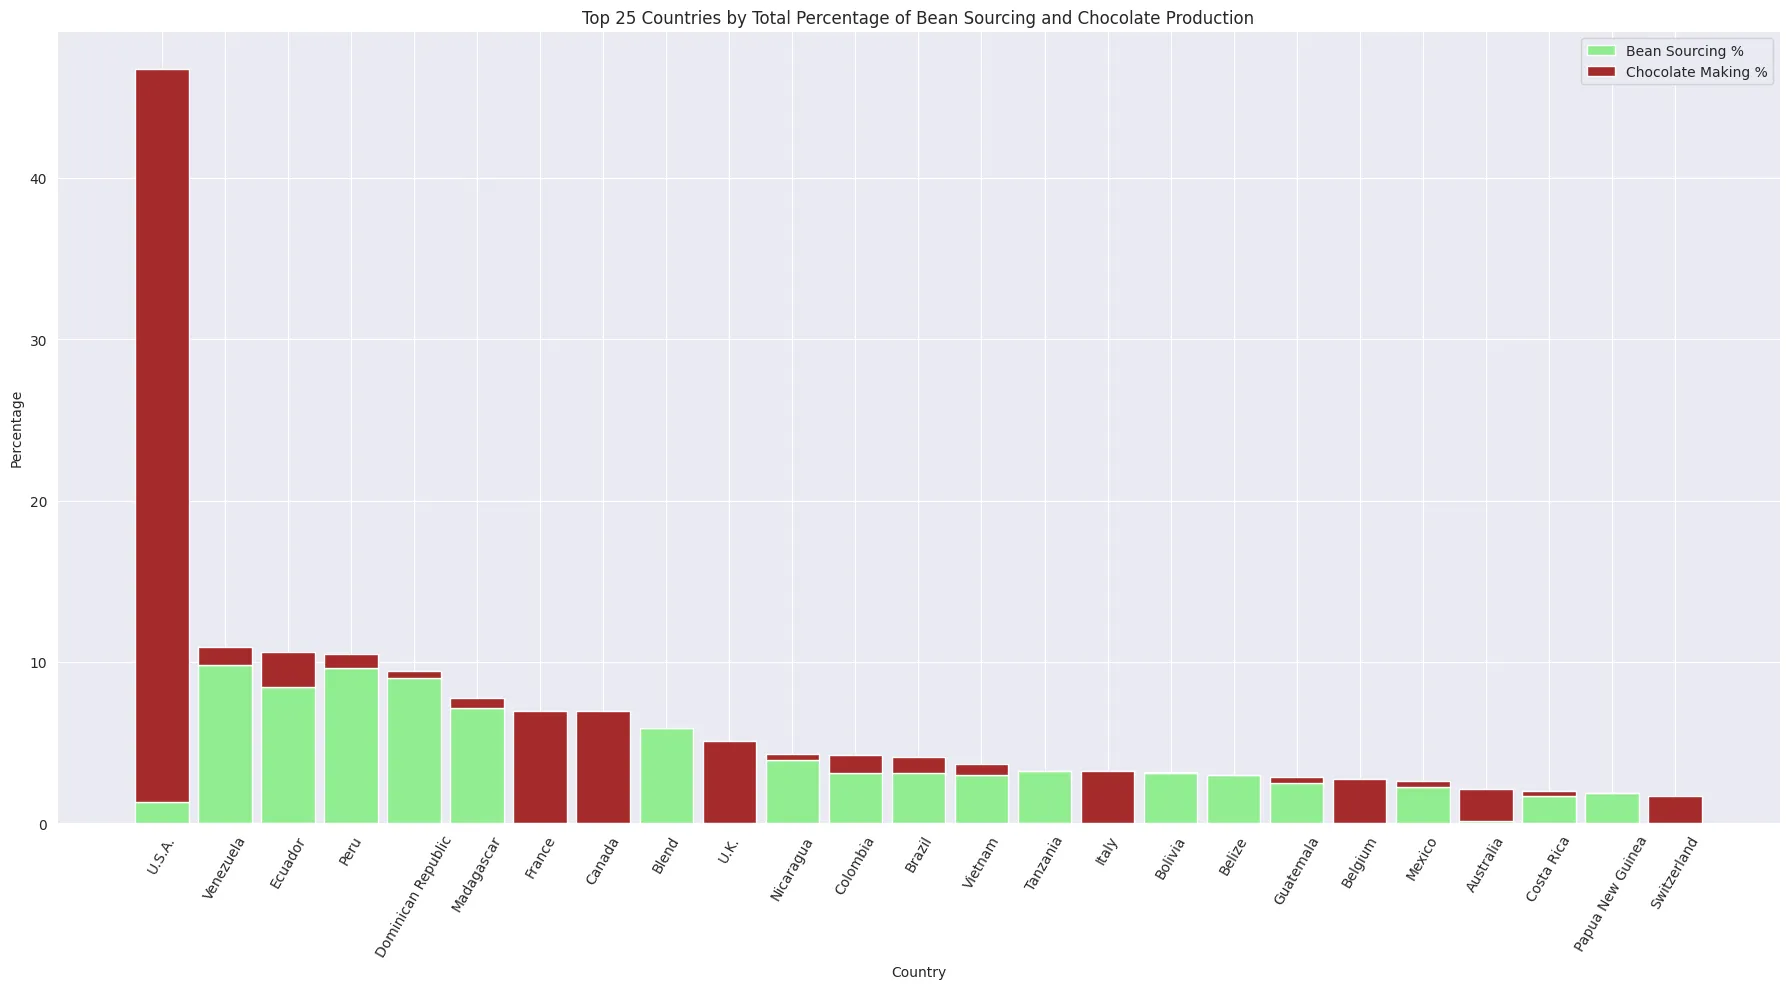 Top 25 Countries by Total Percentage of Bean Sourcing and Chocolate Production
Bean Sourcing %
Chocolate Making %
Percentage
40
30
20
10
0
U.S.A.
Venezuela
Ecuador
Peru
Dominican Republic
Madagascar
France
Canada
Blend
U.K.
Nicaragua
Colombia
Brazil
Vietnam
Tanzania
Italy
Bolivia
Belize
Guatemala
Belgium
Mexico
Australia
Costa Rica
Papua New Guinea
Switzerland
Country